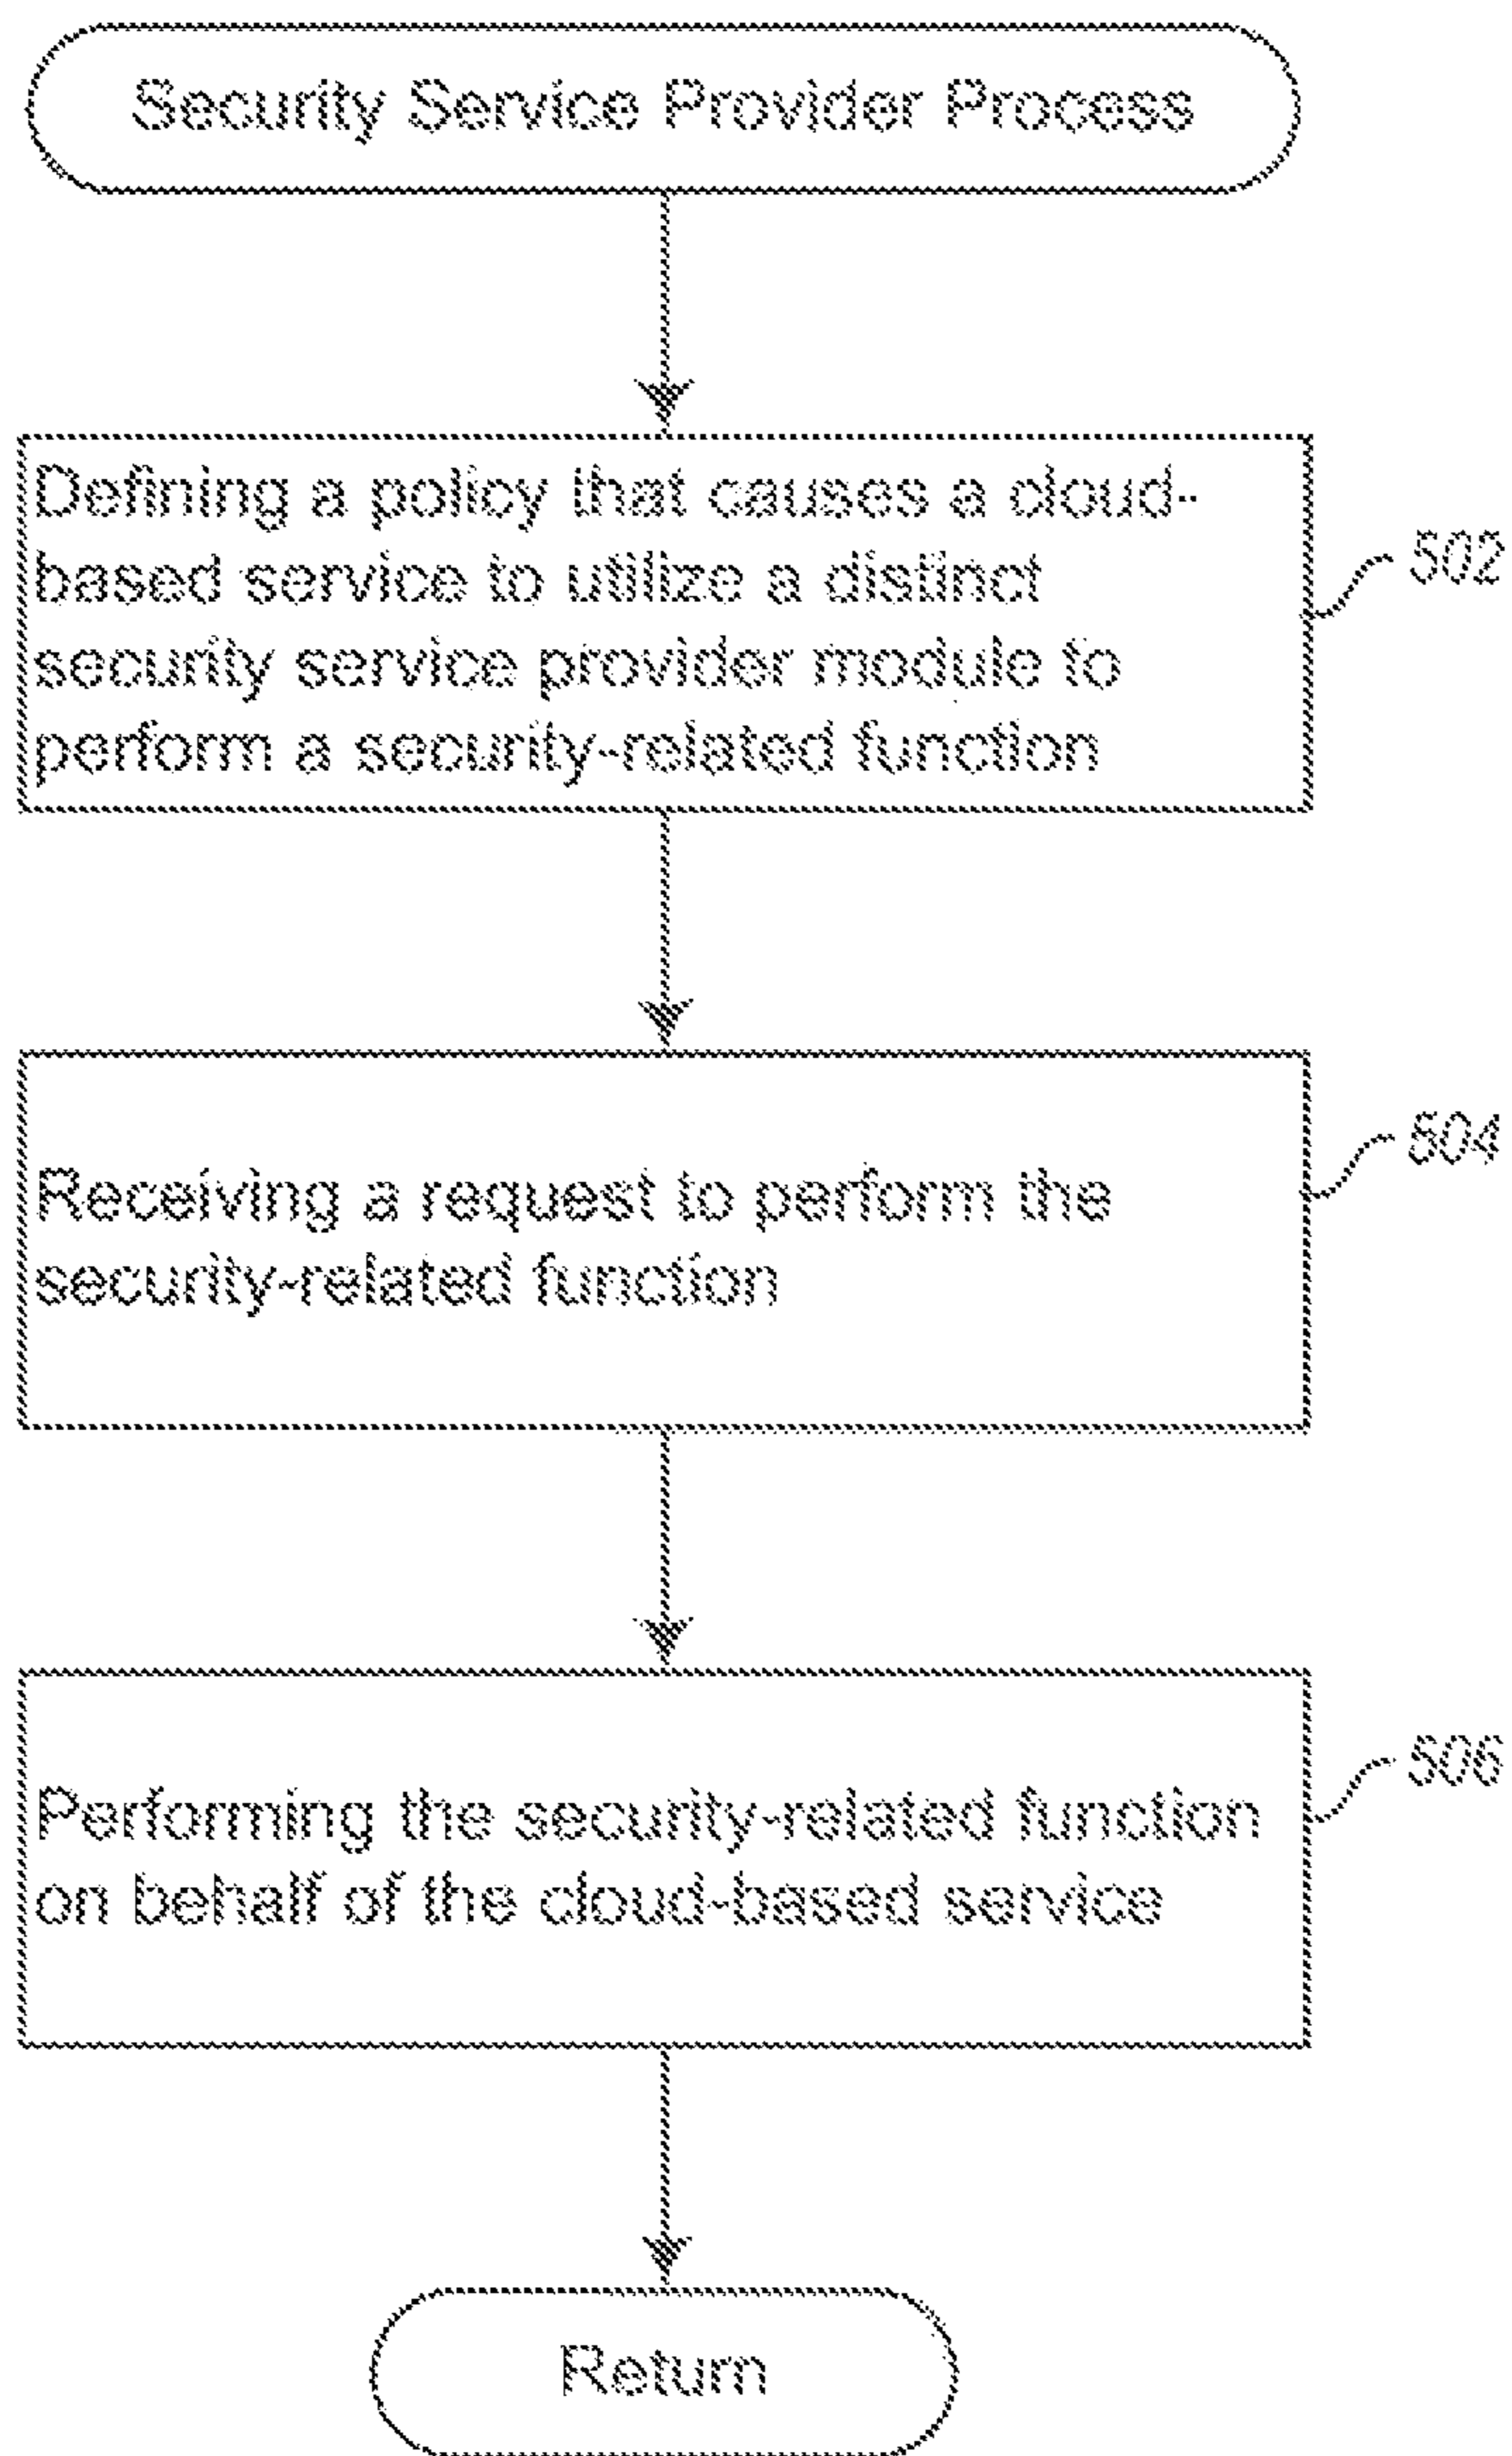 Security Service Provider Process
Defining a policy that causes a cloud-
based service to utilize a distinct
security service provider module to
perform a security-related function
502
Receiving a request to perform the
security-related function
504
Performing the security-related function
on behalf of the cloud-based service
506
Return